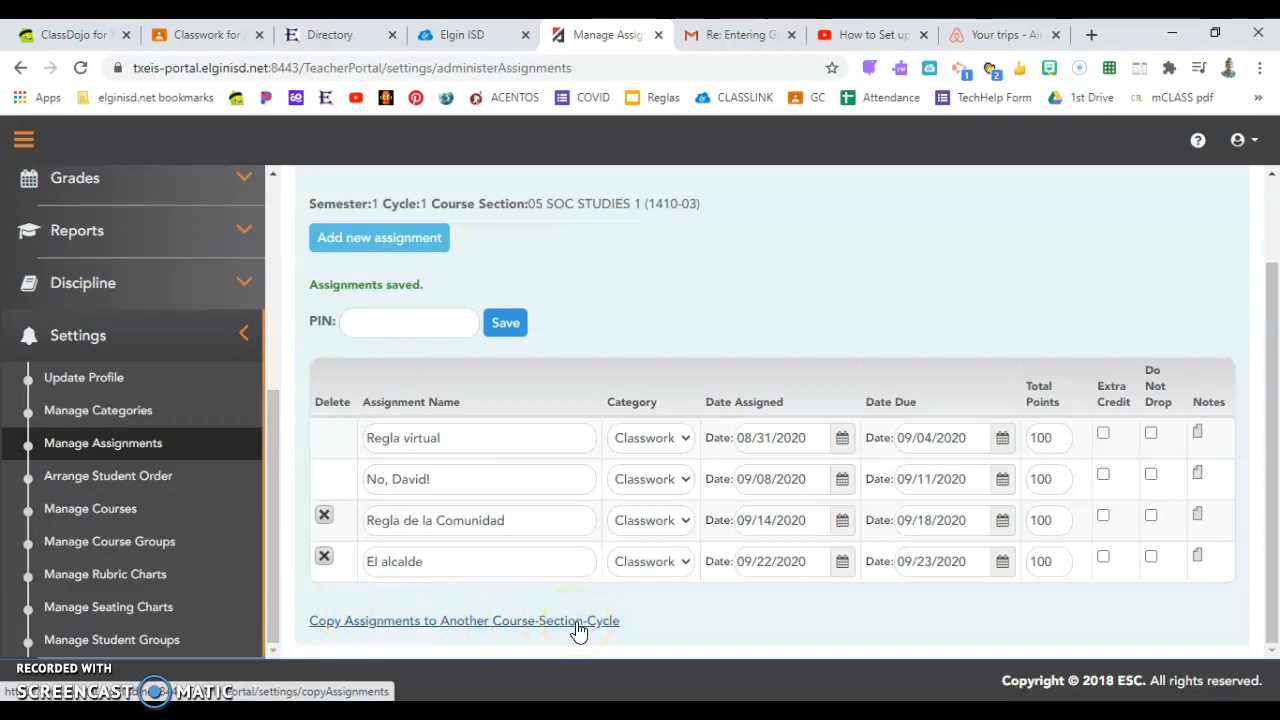 ClassDojo for
Classwork for
Directory
Elgin ISD
Manage Assig
Re: Entering G
How to Set up
Your trips - Ai
txeis-portal.elginisd.net:8443/TeacherPortal/settings/administerAssignments
1
2
Apps
elginisd.net bookmarks
ACENTOS
COVID
Reglas
CLASSLINK
GC
Attendance
TechHelp Form
1st Drive
CTL
mCLASS pdf
»
Grades
Reports
Discipline
Settings
Update Profile
Manage Categories
Manage Assignments
Arrange Student Order
Manage Courses
Manage Course Groups
Manage Rubric Charts
Manage Seating Charts
Manage Student Groups
Semester:1 Cycle:1 Course Section:05 SOC STUDIES 1 (1410-03)
Add new assignment
Assignments saved.
PIN:
Save
Delete Assignment Name Category Date Assigned Date Due Total Points Extra Credit Do Not Drop Notes
Regla virtual Classwork Date: 08/31/2020 Date: 09/04/2020 100
No, David! Classwork Date: 09/08/2020 Date: 09/11/2020 100
Regla de la Comunidad Classwork Date: 09/14/2020 Date: 09/18/2020 100
El alcalde Classwork Date: 09/22/2020 Date: 09/23/2020 100
Copy Assignments to Another Course-Section-Cycle
RECORDED WITH
SCREENCAST MATIC
Portal/settings/copyAssignments
Copyright © 2018 ESC. All rights reserved.